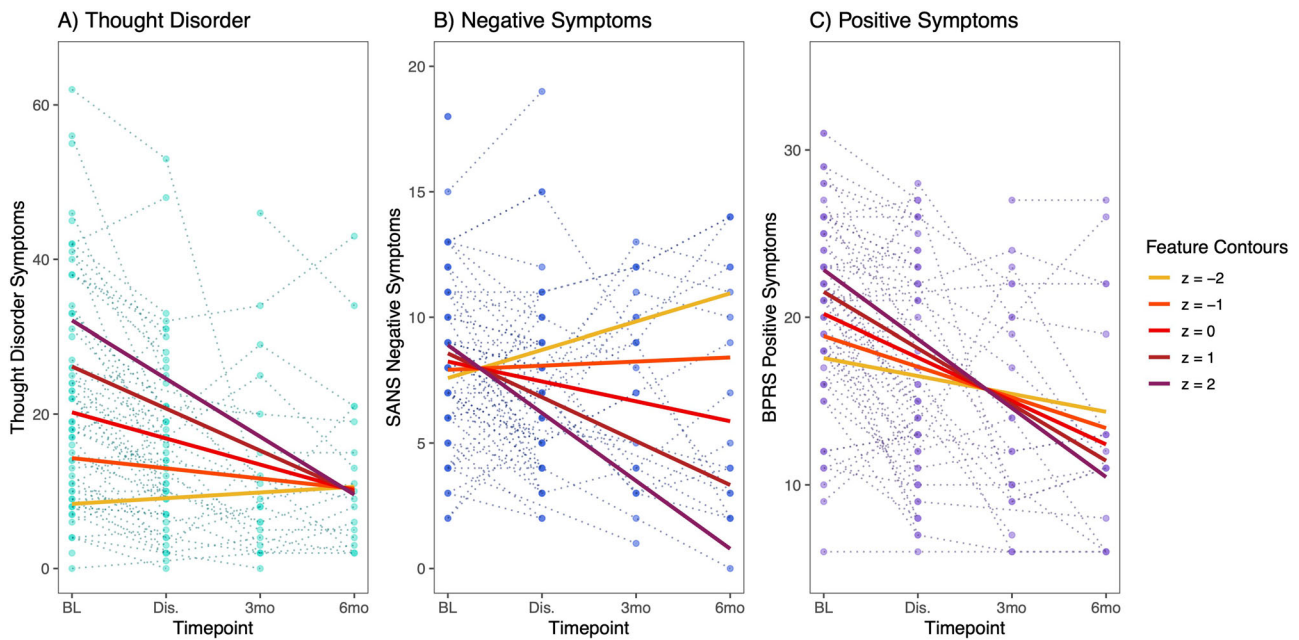 A) Thought Disorder
B) Negative Symptoms
C) Positive Symptoms
Thought Disorder Symptoms
60
40
20
0
BL
Dis.
3mo
6mo
Timepoint
SANS Negative Symptoms
20
15
10
5
0
BL
Dis.
3mo
6mo
Timepoint
BPRS Positive Symptoms
30
20
10
BL
Dis.
3mo
6mo
Timepoint
Feature Contours
z = −2
z = −1
z = 0
z = 1
z = 2